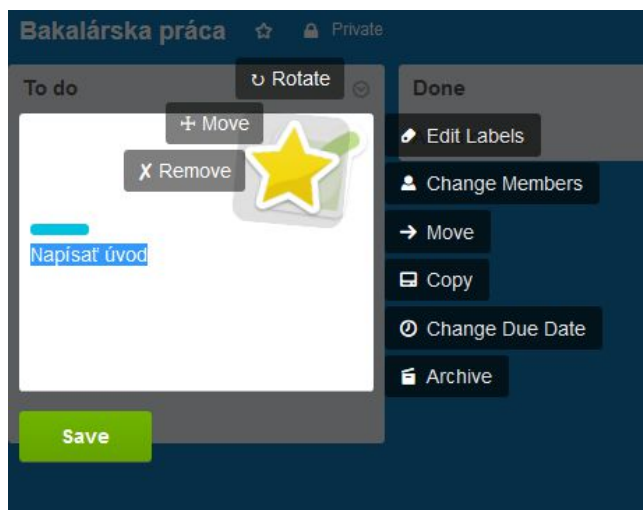 Bakalárska práca Private
To do
Done
Rotate
Move
Remove
Napísať úvod
Edit Labels
Change Members
Move
Copy
Change Due Date
Archive
Save